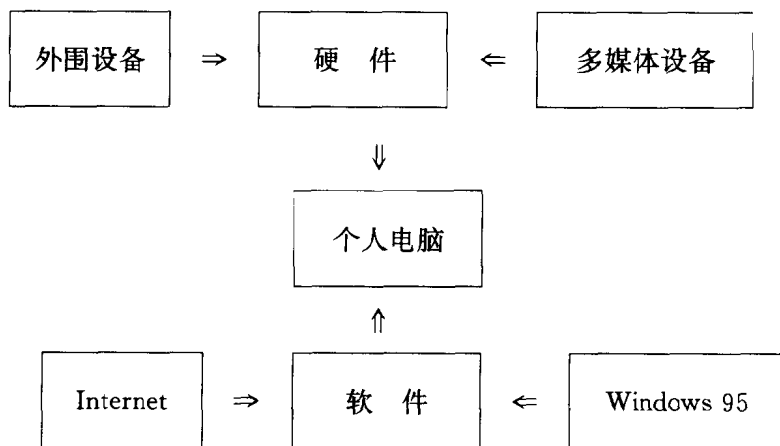 外围设备 ⇒ 硬 件 ⇐ 多媒体设备
⇓
个人电脑
⇑
Internet ⇒ 软 件 ⇐ Windows 95